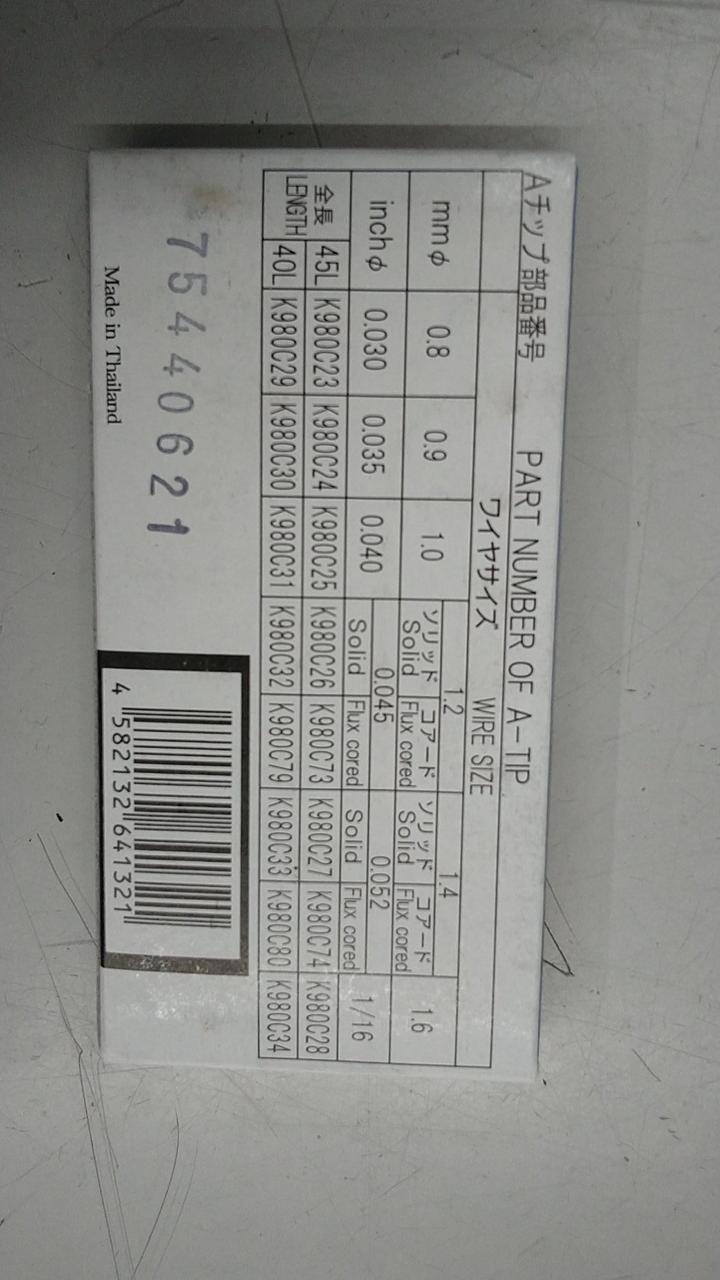 Aチップ部品番号 PART NUMBER OF A-TIP
ワイヤサイズ WIRE SIZE
mmφ 0.8 0.9 1.0 1.2 1.4 1.6
ソリッド コアード ソリッド コアード
Solid Flux cored Solid Flux cored
inchφ 0.030 0.035 0.040 0.045 0.052 1/16
Solid Flux cored Solid Flux cored
全長 45L K980C23 K980C24 K980C25 K980C26 K980C73 K980C27 K980C74 K980C28
LENGTH 40L K980C29 K980C30 K980C31 K980C32 K980C79 K980C33 K980C80 K980C34
75440621
Made in Thailand
4 582132 641321